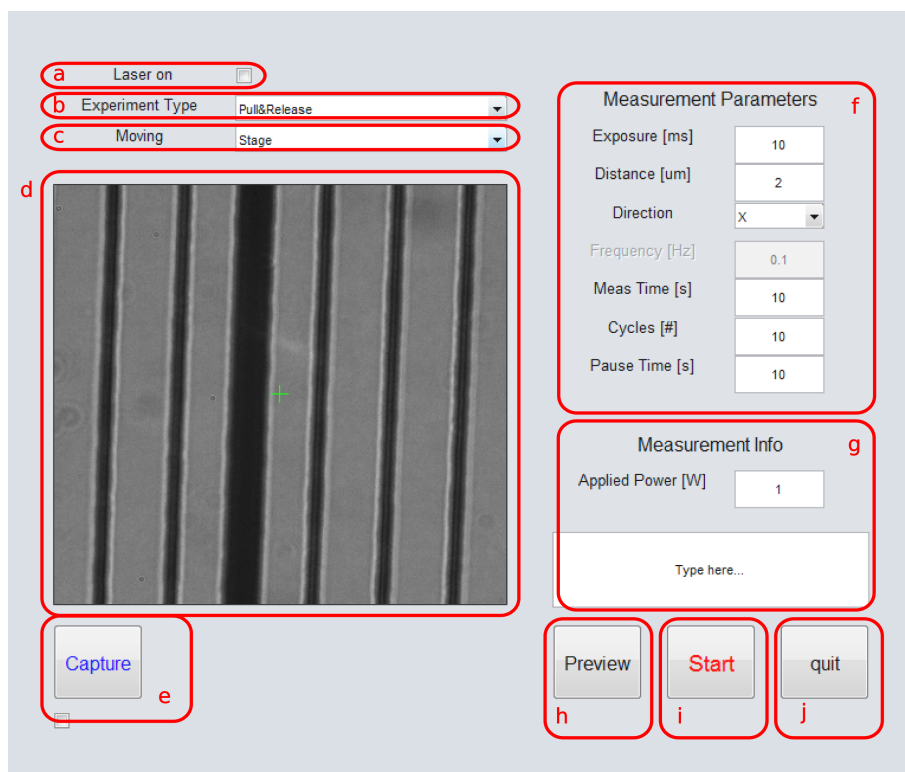 a Laser on
b Experiment Type Pull&Release
c Moving Stage
d
Capture
e
Measurement Parameters f
Exposure [ms] 10
Distance [um] 2
Direction X
Frequency [Hz] 0.1
Meas Time [s] 10
Cycles [#] 10
Pause Time [s] 10
Measurement Info g
Applied Power [W] 1
Type here...
Preview
h
Start
i
quit
j